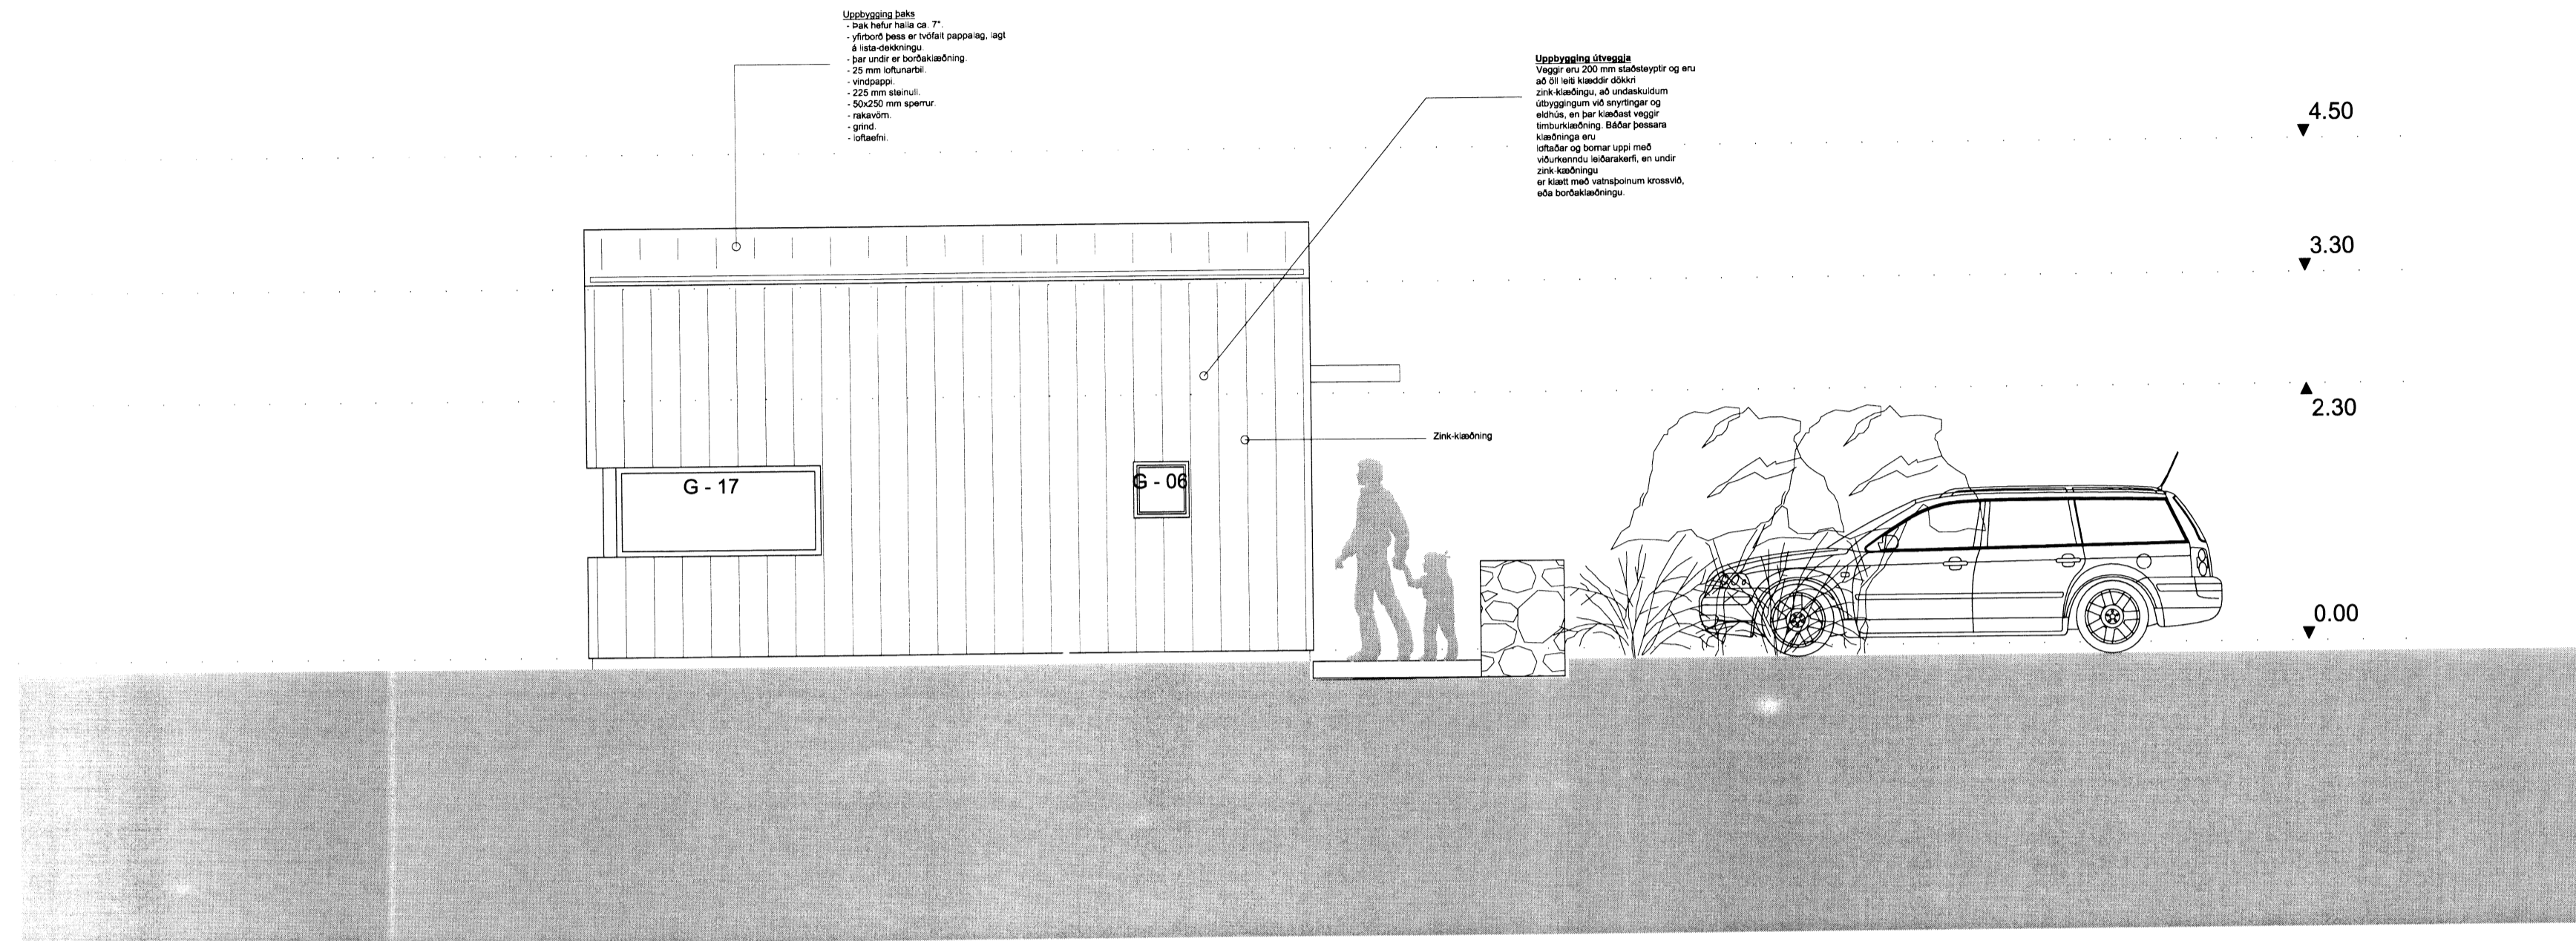 Uppbygging þaks
- Þak hefur halla ca. 7°.
- yfirborð þess er tvöfalt pappalag, lagt
á lista-dekkningu.
- þar undir er borðaklæðning.
- 25 mm loftunarbil.
- vindpappi.
- 225 mm steinull.
- 50x250 mm sperrur.
- rakavörn.
- grind.
- loftaefni.
Uppbygging útveggja
Veggir eru 200 mm staðsteyptir og eru
að öll leiti klæddir dökkri
zink-klæðingu, að undaskuldum
útbyggingum við snyrtingar og
eldhús, en þar klæðast veggir
timburklæðning. Báðar þessara
klæðninga eru
loftaðar og bornar uppi með
viðurkenndu leiðarakerfi, en undir
zink-kæðningu
er klætt með vatnsþolnum krossvið,
eða borðaklæðningu.
4.50
3.30
2.30
Zink-klæðning
G - 17
G - 06
0.00